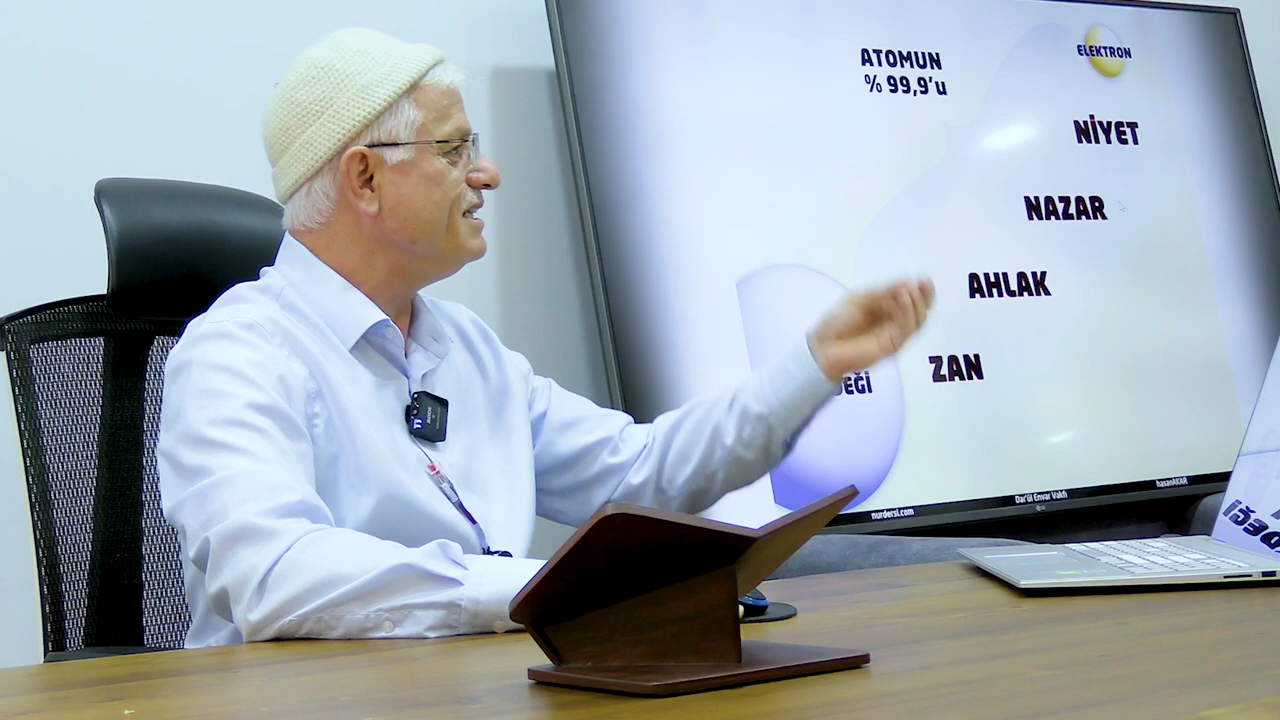 ATOMUN
% 99,9'u
ELEKTRON
NİYET
NAZAR
AHLAK
ZAN
nurdersi.com
Dar'ül Envar Vakfı
hasanAKAR